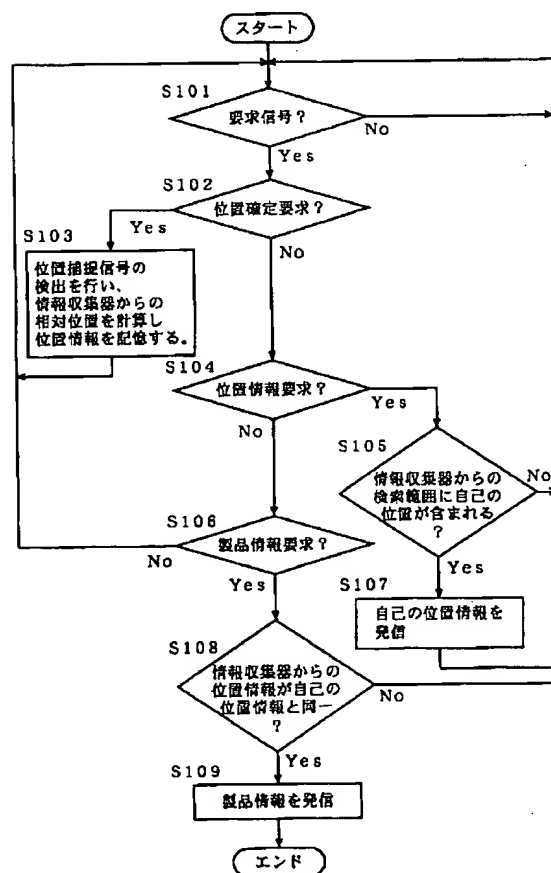 スタート
S101
要求信号？
No
Yes
S102
位置確定要求？
Yes
No
S103
位置捕捉信号の
検出を行い、
情報収集器からの
相対位置を計算し
位置情報を記憶する。
S104
位置情報要求？
Yes
No
S105
情報収集器からの
検索範囲に自己の
位置が含まれる
？
No
Yes
S106
製品情報要求？
No
Yes
S107
自己の位置情報を
発信
S108
情報収集器からの
位置情報が自己の
位置情報と同一
？
No
Yes
S109
製品情報を発信
エンド